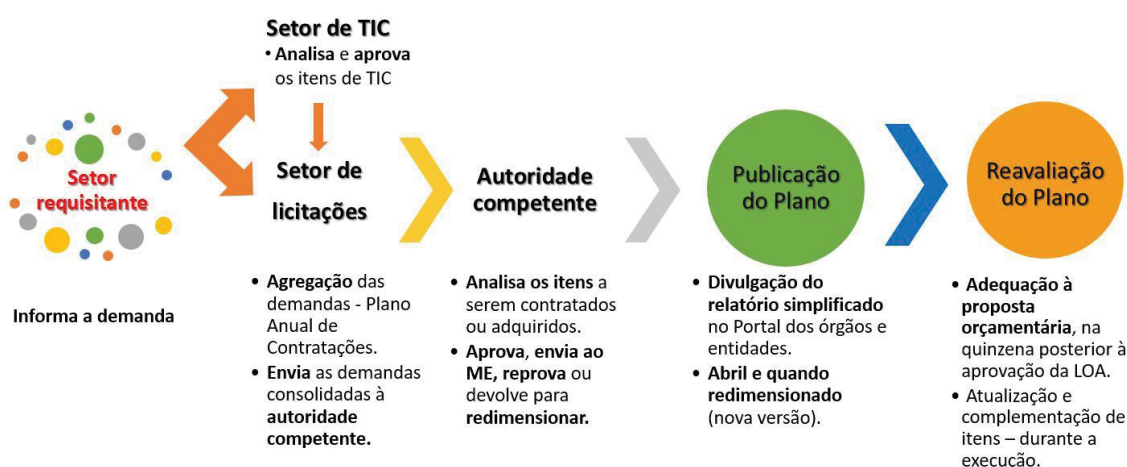 Setor de TIC
• Analisa e aprova
os itens de TIC
Setor
requisitante
Informa a demanda
Setor de
licitações
• Agregação das
demandas - Plano
Anual de
Contratações.
• Envia as demandas
consolidadas à
autoridade
competente.
Autoridade
competente
• Analisa os itens a
serem contratados
ou adquiridos.
• Aprova, envia ao
ME, reprova ou
devolve para
redimensionar.
Publicação
do Plano
• Divulgação do
relatório simplificado
no Portal dos órgãos e
entidades.
• Abril e quando
redimensionado
(nova versão).
Reavaliação
do Plano
• Adequação à
proposta
orçamentária, na
quinzena posterior à
aprovação da LOA.
• Atualização e
complementação de
itens – durante a
execução.